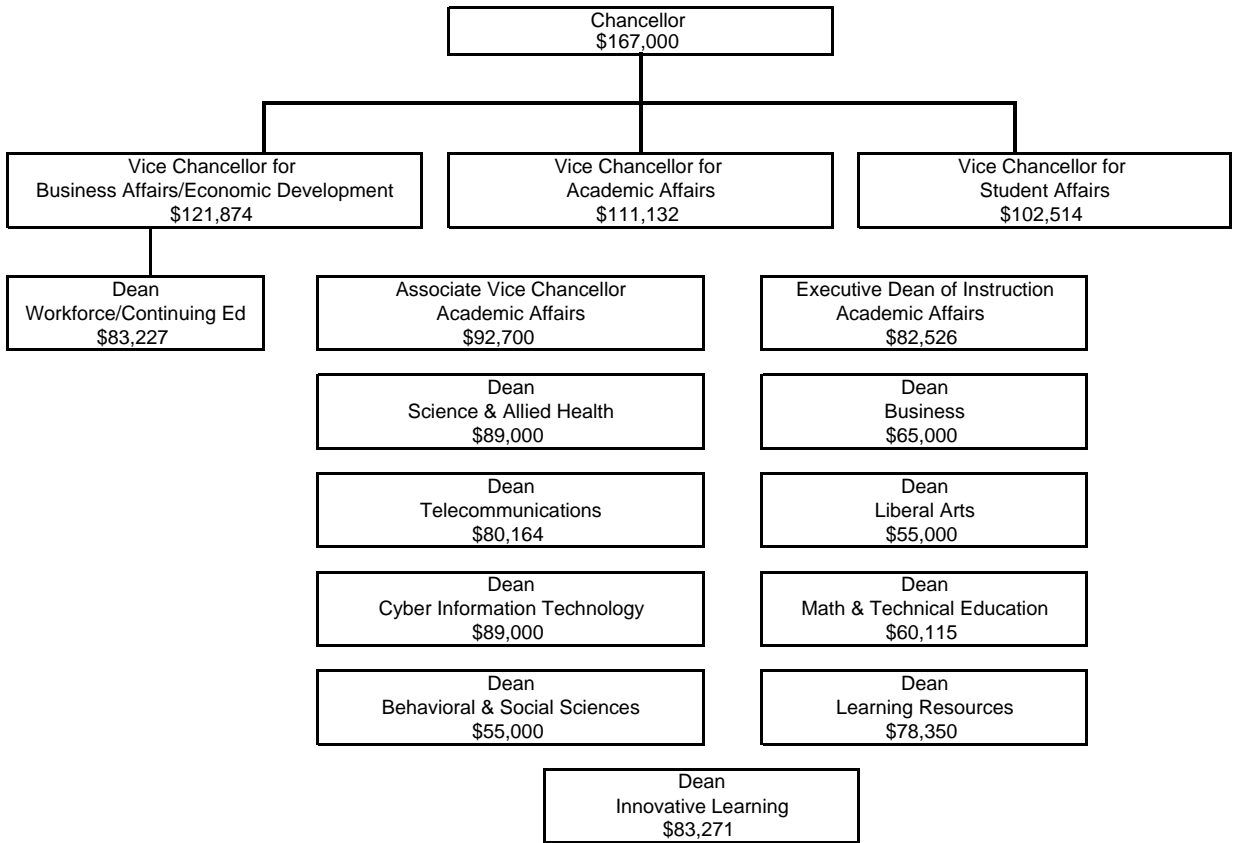 Chancellor
$167,000
Vice Chancellor for
Business Affairs/Economic Development
$121,874
Vice Chancellor for
Academic Affairs
$111,132
Vice Chancellor for
Student Affairs
$102,514
Dean
Workforce/Continuing Ed
$83,227
Associate Vice Chancellor
Academic Affairs
$92,700
Executive Dean of Instruction
Academic Affairs
$82,526
Dean
Science & Allied Health
$89,000
Dean
Business
$65,000
Dean
Telecommunications
$80,164
Dean
Liberal Arts
$55,000
Dean
Cyber Information Technology
$89,000
Dean
Math & Technical Education
$60,115
Dean
Behavioral & Social Sciences
$55,000
Dean
Learning Resources
$78,350
Dean
Innovative Learning
$83,271